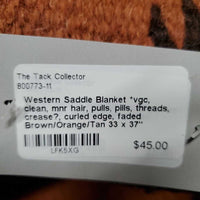 The Tack Collector
800773-11
Western Saddle Blanket *vgc,
clean, mnr hair, pulls, pills, threads,
crease?, curled edge, faded
Brown/Orange/Tan 33 x 37"
LFK5XG
$45.00